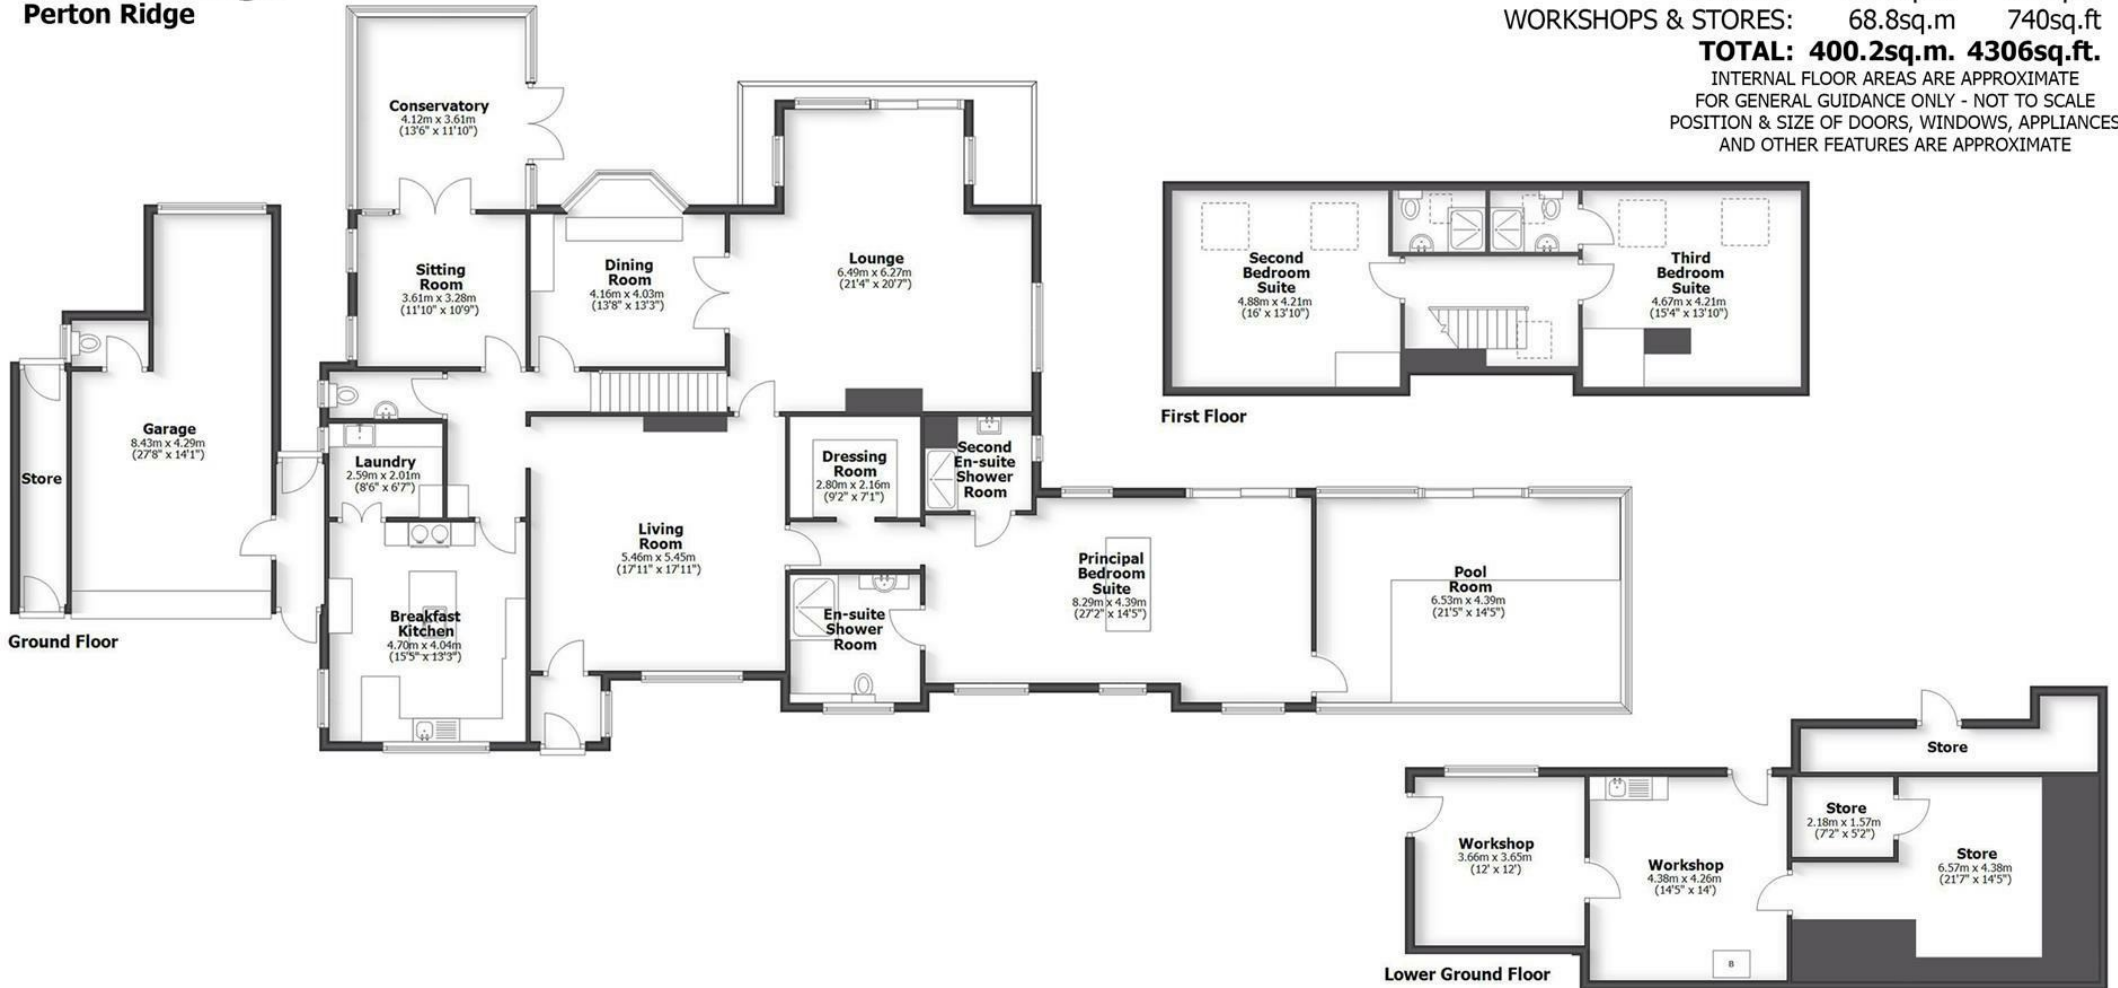 Perton Ridge
WORKSHOPS & STORES: 68.8sq.m 740sq.ft
TOTAL: 400.2sq.m. 4306sq.ft.
INTERNAL FLOOR AREAS ARE APPROXIMATE
FOR GENERAL GUIDANCE ONLY - NOT TO SCALE
POSITION & SIZE OF DOORS, WINDOWS, APPLIANCES
AND OTHER FEATURES ARE APPROXIMATE
Conservatory
4.12m x 3.61m
(13'6" x 11'10")
Sitting
Room
3.61m x 3.28m
(11'10" x 10'9")
Dining
Room
4.16m x 4.03m
(13'8" x 13'3")
Lounge
6.49m x 6.27m
(21'4" x 20'7")
Second
Bedroom
Suite
4.88m x 4.21m
(16' x 13'10")
Third
Bedroom
Suite
4.67m x 4.21m
(15'4" x 13'10")
First Floor
Garage
8.43m x 4.29m
(27'8" x 14'1")
Store
Laundry
2.59m x 2.01m
(8'6" x 6'7")
Dressing
Room
2.80m x 2.16m
(9'2" x 7'1")
Second
En-suite
Shower
Room
Living
Room
5.46m x 5.45m
(17'11" x 17'11")
Principal
Bedroom
Suite
8.29m x 4.39m
(27'2" x 14'5")
Pool
Room
6.53m x 4.39m
(21'5" x 14'5")
Breakfast
Kitchen
4.70m x 4.04m
(15'5" x 13'3")
En-suite
Shower
Room
Ground Floor
Store
Workshop
3.66m x 3.65m
(12' x 12')
Workshop
4.38m x 4.26m
(14'5" x 14')
Store
2.18m x 1.57m
(7'2" x 5'2")
Store
6.57m x 4.38m
(21'7" x 14'5")
B
Lower Ground Floor